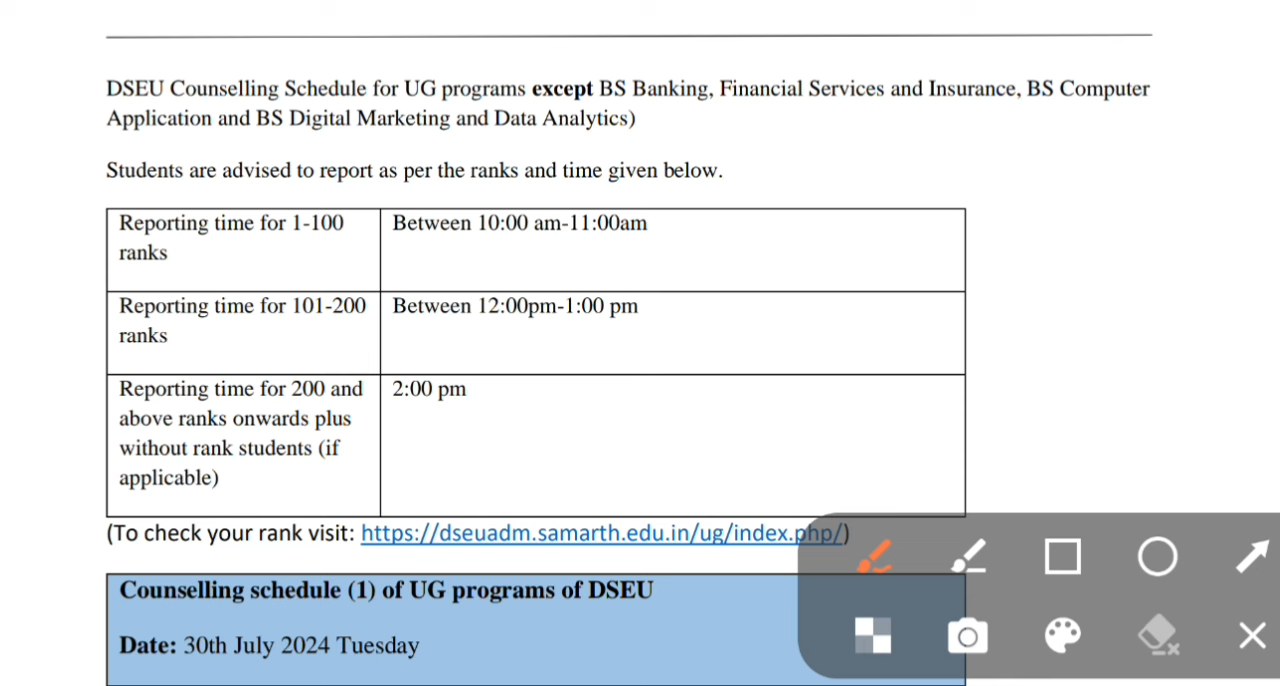 DSEU Counselling Schedule for UG programs except BS Banking, Financial Services and Insurance, BS Computer
Application and BS Digital Marketing and Data Analytics)
Students are advised to report as per the ranks and time given below.
Reporting time for 1-100
ranks
Between 10:00 am-11:00am
Reporting time for 101-200
ranks
Between 12:00pm-1:00 pm
Reporting time for 200 and
above ranks onwards plus
without rank students (if
applicable)
2:00 pm
(To check your rank visit: https://dseuadm.samarth.edu.in/ug/index.php/)
Counselling schedule (1) of UG programs of DSEU
Date: 30th July 2024 Tuesday